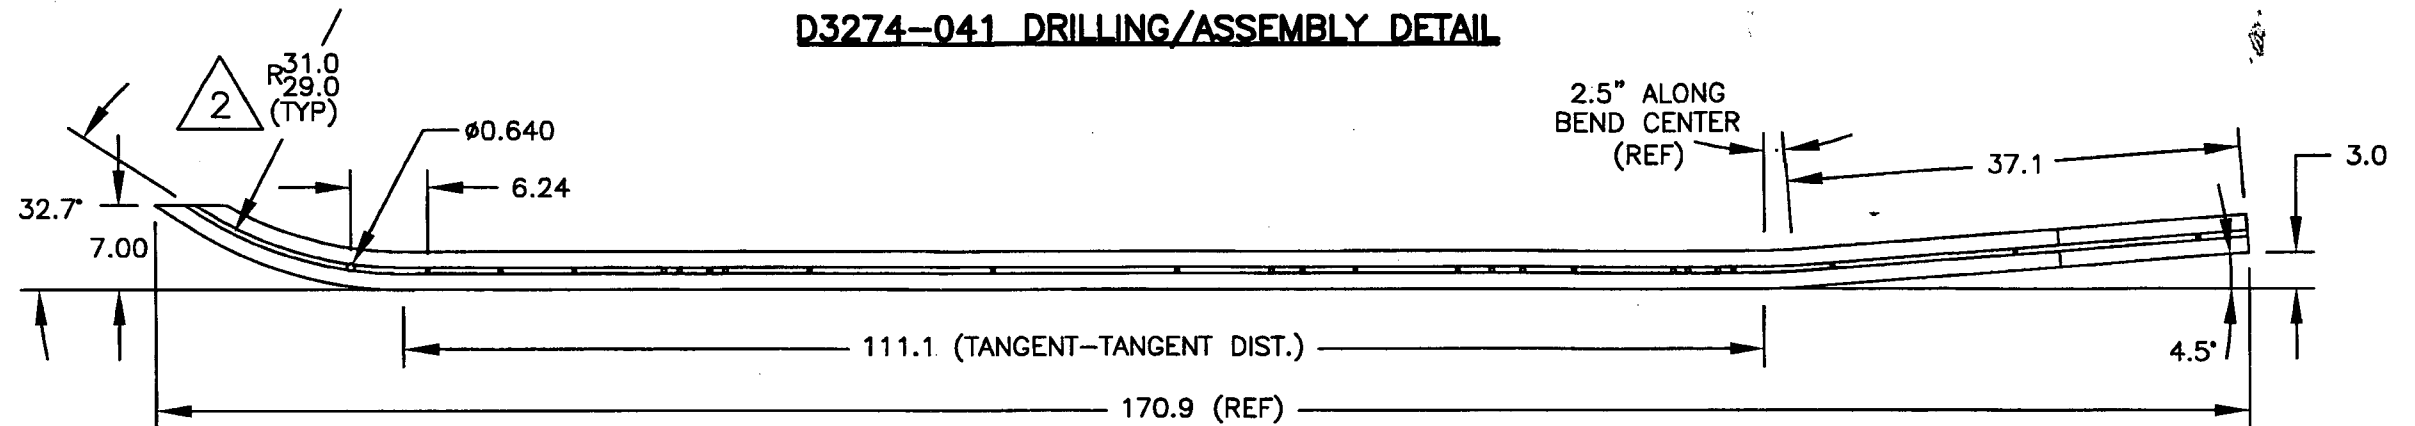 D3274-041 DRILLING/ASSEMBLY DETAIL
2
R31.0
29.0
(TYP)
ø0.640
6.24
2.5" ALONG
BEND CENTER
(REF)
37.1
3.0
32.7°
7.00
111.1 (TANGENT-TANGENT DIST.)
4.5°
170.9 (REF)